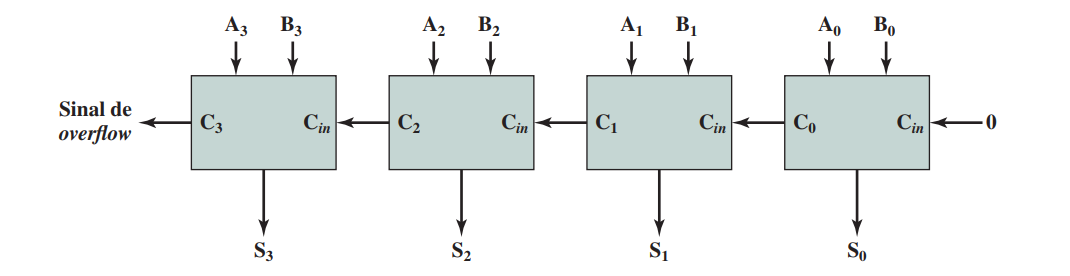 A₃ B₃ A₂ B₂ A₁ B₁ A₀ B₀
Sinal de
overflow
C₃ Cᵢₙ C₂ Cᵢₙ C₁ Cᵢₙ C₀ Cᵢₙ 0
S₃ S₂ S₁ S₀